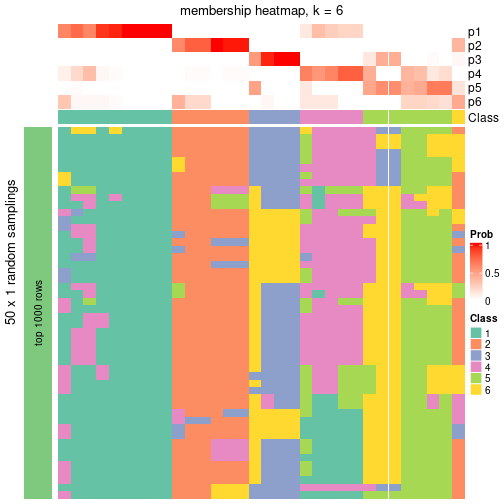 membership heatmap, k = 6
p1
p2
p3
p4
p5
p6
Class
50 x 1 random samplings
top 1000 rows
Prob
1
0.5
0
Class
1
2
3
4
5
6